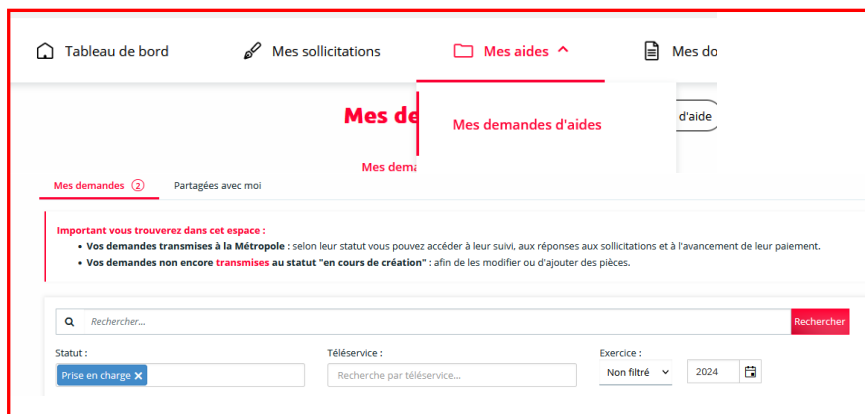 Tableau de bord
Mes sollicitations
Mes aides
Mes do
Mes de
Mes demandes d'aides
d'aide
Mes dema
Mes demandes 2
Partagées avec moi
Important vous trouverez dans cet espace :
• Vos demandes transmises à la Métropole : selon leur statut vous pouvez accéder à leur suivi, aux réponses aux sollicitations et à l'avancement de leur paiement.
• Vos demandes non encore transmises au statut "en cours de création" : afin de les modifier ou d'ajouter des pièces.
Rechercher...
Rechercher
Statut :
Téléservice :
Exercice :
Prise en charge
Recherche par téléservice...
Non filtré
2024